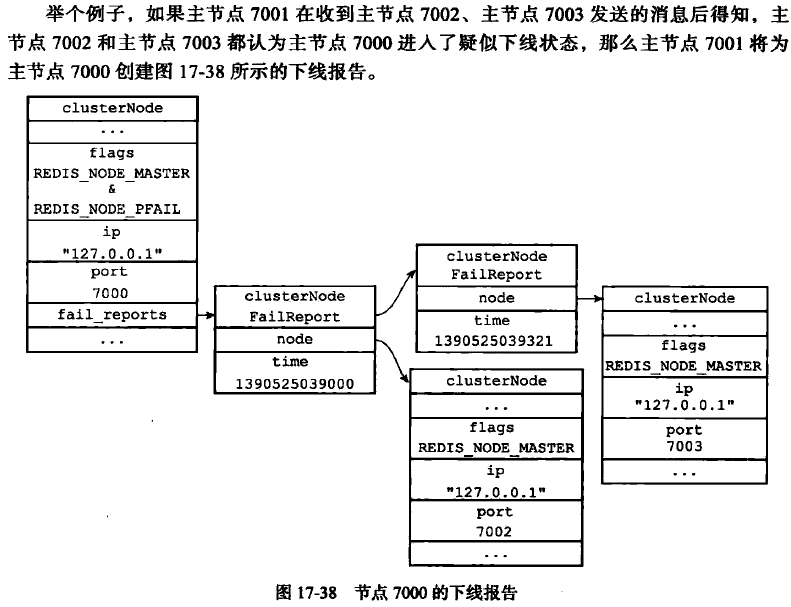 举个例子，如果主节点 7001 在收到主节点 7002、主节点 7003 发送的消息后得知，主
节点 7002 和主节点 7003 都认为主节点 7000 进入了疑似下线状态，那么主节点 7001 将为
主节点 7000 创建图 17-38 所示的下线报告。
clusterNode
...
flags
REDIS_NODE_MASTER
&
REDIS_NODE_PFAIL
ip
"127.0.0.1"
port
7000
fail_reports
...
clusterNode
FailReport
node
time
1390525039000
clusterNode
FailReport
node
time
1390525039321
clusterNode
...
flags
REDIS_NODE_MASTER
ip
"127.0.0.1"
port
7002
...
clusterNode
...
flags
REDIS_NODE_MASTER
ip
"127.0.0.1"
port
7003
...
图 17-38 节点 7000 的下线报告